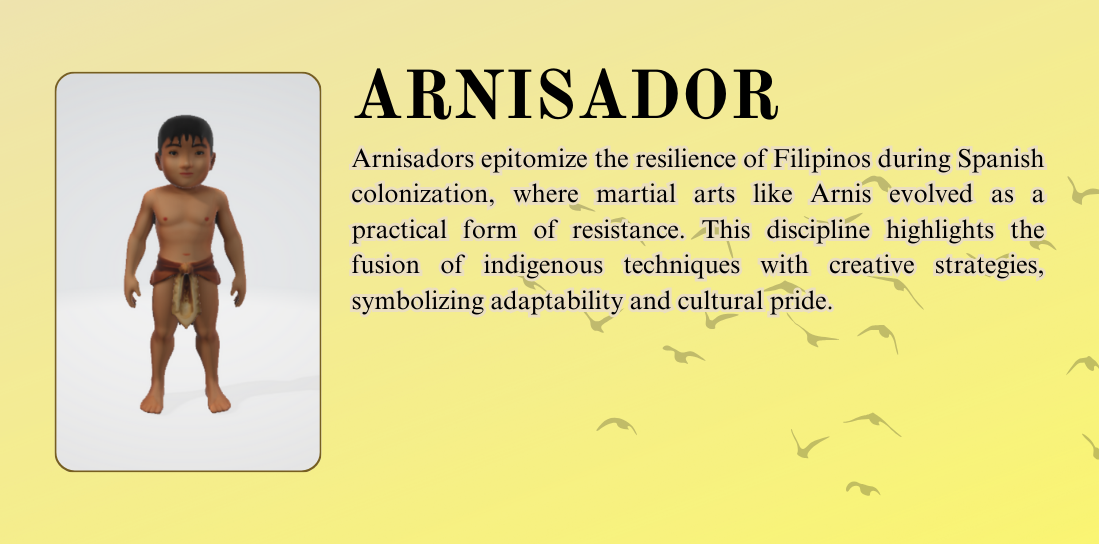 ARNISADOR
Arnisadors epitomize the resilience of Filipinos during Spanish
colonization, where martial arts like Arnis evolved as a
practical form of resistance. This discipline highlights the
fusion of indigenous techniques with creative strategies,
symbolizing adaptability and cultural pride.